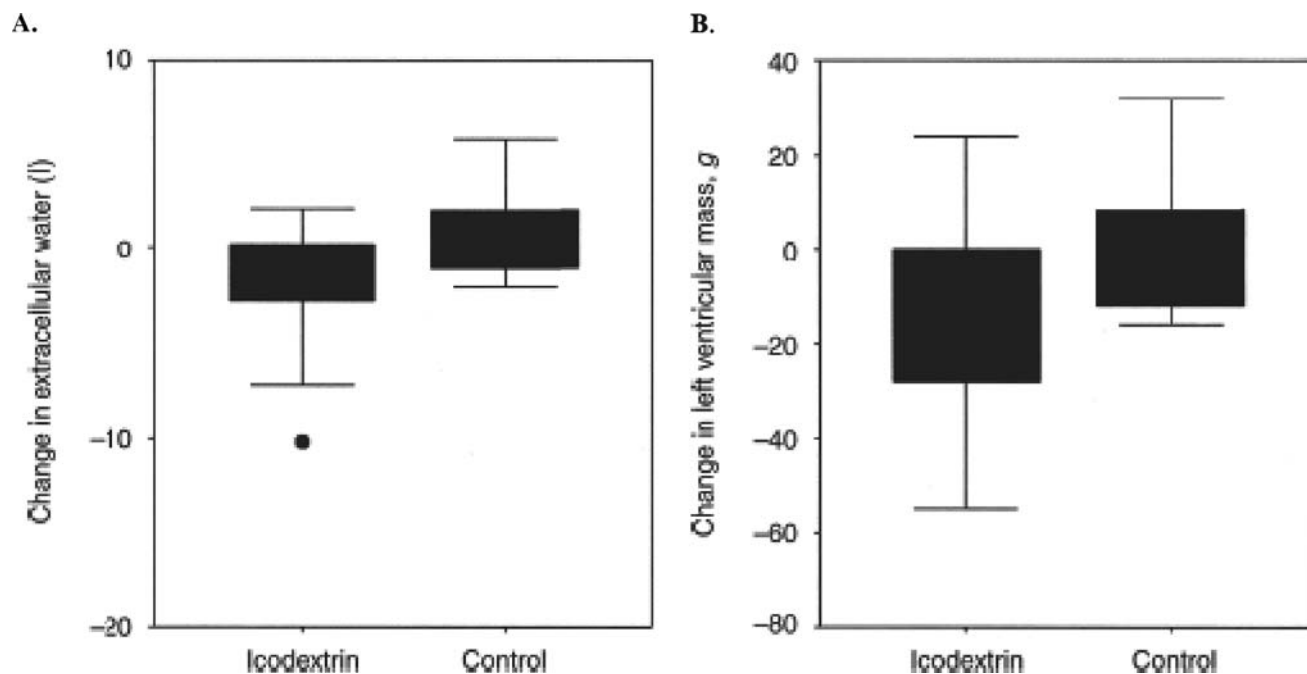 A.
B.
Change in extracellular water (l)
10
0
−10
−20
Icodextrin
Control
Change in left ventricular mass, g
40
20
0
−20
−40
−60
−80
Icodextrin
Control